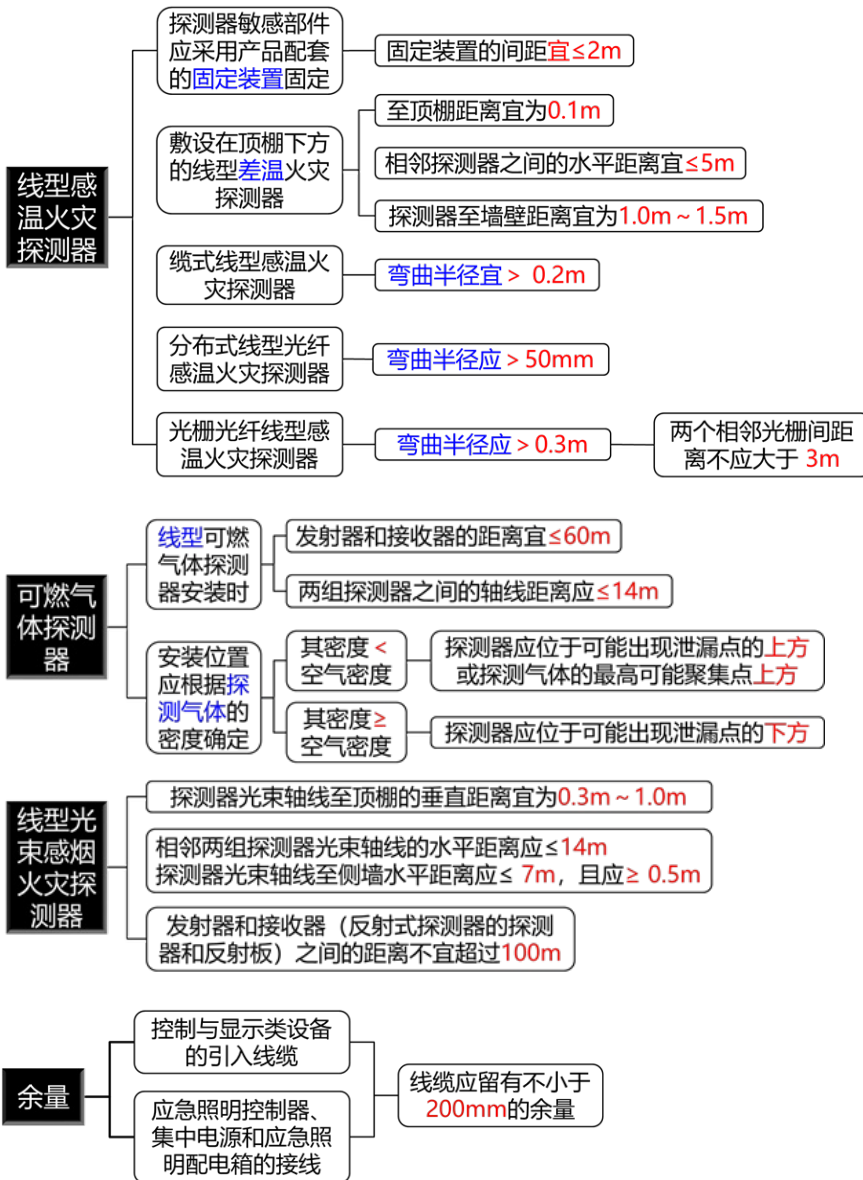 线型感
温火灾
探测器
探测器敏感部件
应采用产品配套
的固定装置固定
固定装置的间距宜≤2m
敷设在顶棚下方
的线型差温火灾
探测器
至顶棚距离宜为0.1m
相邻探测器之间的水平距离宜≤5m
探测器至墙壁距离宜为1.0m～1.5m
缆式线型感温火
灾探测器
弯曲半径宜＞ 0.2m
分布式线型光纤
感温火灾探测器
弯曲半径应＞50mm
光栅光纤线型感
温火灾探测器
弯曲半径应＞0.3m
两个相邻光栅间距
离不应大于 3m
可燃气
体探测
器
线型可燃
气体探测
器安装时
发射器和接收器的距离宜≤60m
两组探测器之间的轴线距离应≤14m
安装位置
应根据探
测气体的
密度确定
其密度＜
空气密度
探测器应位于可能出现泄漏点的上方
或探测气体的最高可能聚集点上方
其密度≥
空气密度
探测器应位于可能出现泄漏点的下方
线型光
束感烟
火灾探
测器
探测器光束轴线至顶棚的垂直距离宜为0.3m～1.0m
相邻两组探测器光束轴线的水平距离应≤14m
探测器光束轴线至侧墙水平距离应≤ 7m，且应≥ 0.5m
发射器和接收器（反射式探测器的探测
器和反射板）之间的距离不宜超过100m
余量
控制与显示类设备
的引入线缆
应急照明控制器、
集中电源和应急照
明配电箱的接线
线缆应留有不小于
200mm的余量